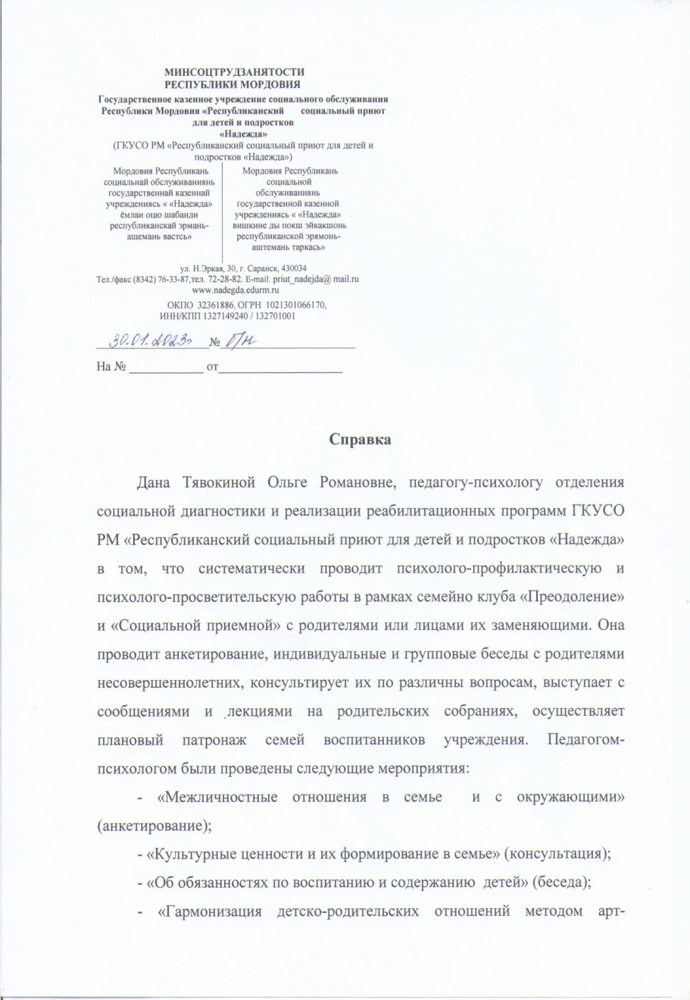 МИНСОЦТРУДЗАНЯТОСТИ
РЕСПУБЛИКИ МОРДОВИЯ
Государственное казенное учреждение социального обслуживания
Республики Мордовия «Республиканский социальный приют
для детей и подростков
«Надежда»
(ГКУСО РМ «Республиканский социальный приют для детей и
подростков «Надежда»)
Мордовия Республикань
социальнай обслуживаниянь
государственнай казеннай
учреждениясь « «Надежда»
ёмлаи оцю шабанди
республиканскай эрмань-
ащемань вастсь»
Мордовия Республикань
социальной
обслуживаниянь
государственной казенной
учреждениясь « «Надежда»
вишкине ды покш эйкакшонь
республиканской эрямонь-
аштемань таркась»
ул. Н.Эркая, 30, г. Саранск, 430034
Тел./факс (8342) 76-33-87,тел. 72-28-82. E-mail: priut_nadejda@ mail.ru
www.nadegda.edurm.ru
ОКПО 32361886, ОГРН 1021301066170,
ИНН/КПП 1327149240 / 132701001
30.01.2023г № б/н
На № ____________ от____________________
Справка
Дана Тявокиной Ольге Романовне, педагогу-психологу отделения
социальной диагностики и реализации реабилитационных программ ГКУСО
РМ «Республиканский социальный приют для детей и подростков «Надежда»
в том, что систематически проводит психолого-профилактическую и
психолого-просветительскую работы в рамках семейно клуба «Преодоление»
и «Социальной приемной» с родителями или лицами их заменяющими. Она
проводит анкетирование, индивидуальные и групповые беседы с родителями
несовершеннолетних, консультирует их по различны вопросам, выступает с
сообщениями и лекциями на родительских собраниях, осуществляет
плановый патронаж семей воспитанников учреждения. Педагогом-
психологом были проведены следующие мероприятия:
- «Межличностные отношения в семье и с окружающими»
(анкетирование);
- «Культурные ценности и их формирование в семье» (консультация);
- «Об обязанностях по воспитанию и содержанию детей» (беседа);
- «Гармонизация детско-родительских отношений методом арт-